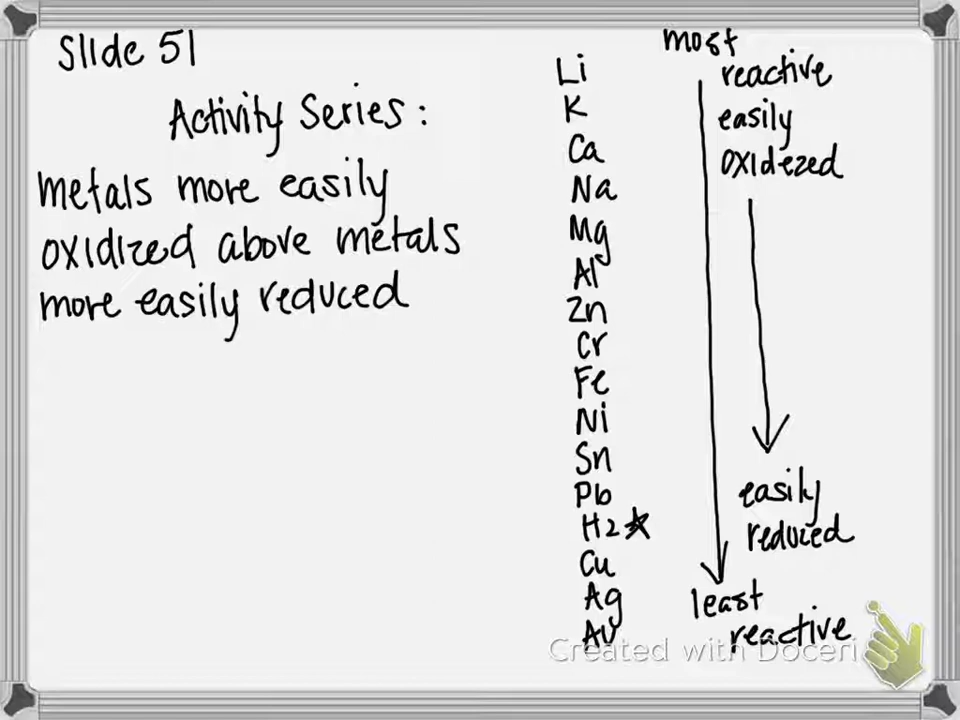 Slide 51
Activity Series :
metals more easily
oxidized above metals
more easily reduced
Li
K
Ca
Na
Mg
Al
Zn
Cr
Fe
Ni
Sn
Pb
H2☆
Cu
Ag
Au
most
reactive
easily
oxidezed
easily
reduced
least
reactive
Created with Doceri